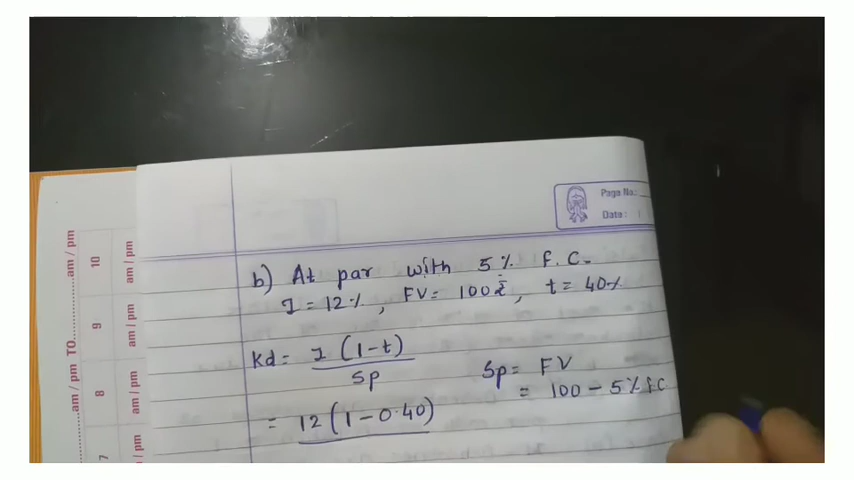 Page No.:
Date:
b) At par with 5% f.C.
I = 12%, FV = 100₹, t = 40%
Kd = I (1-t)
Sp
Sp = FV
= 100 - 5% f.C
= 12 (1-0.40)
am / pm TO.........am / pm
10
9
8
7
am / pm
am / pm
am / pm
am / pm